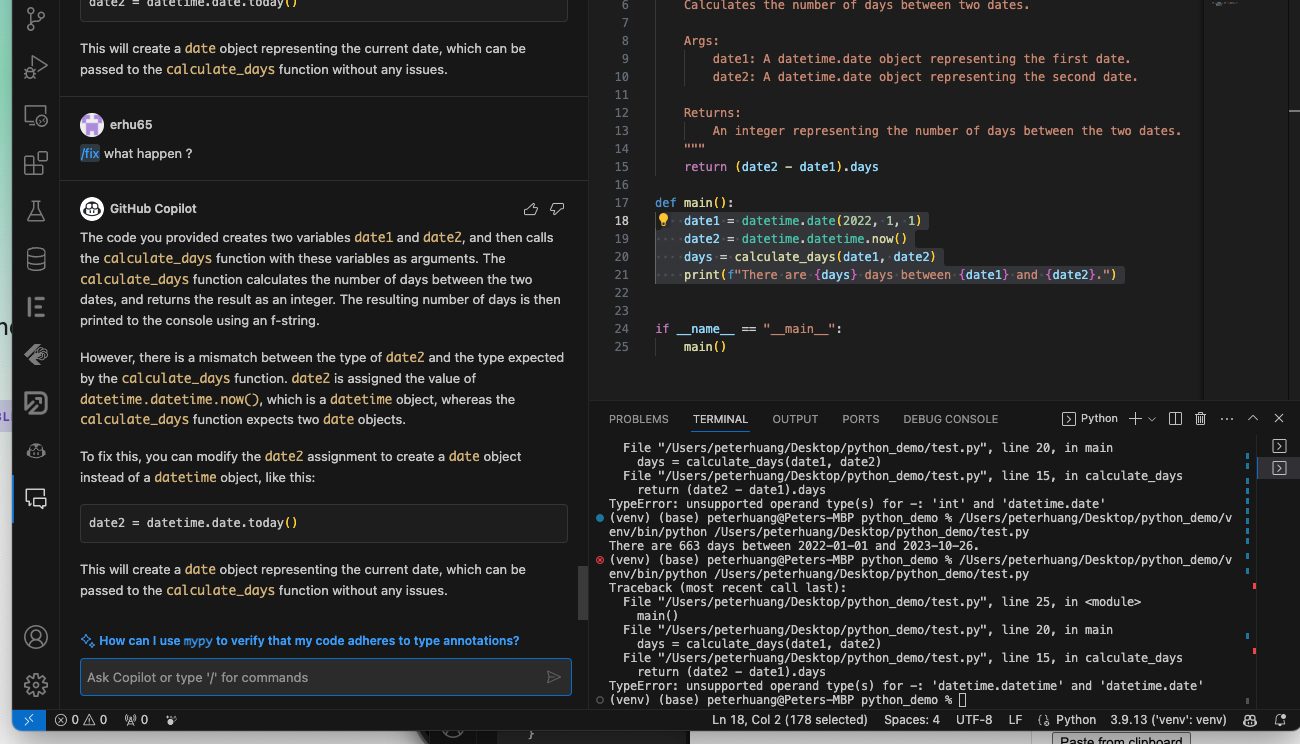 date2 = datetime.date.today()
This will create a date object representing the current date, which can be
passed to the calculate_days function without any issues.
erhu65
/fix what happen ?
GitHub Copilot
The code you provided creates two variables date1 and date2, and then calls
the calculate_days function with these variables as arguments. The
calculate_days function calculates the number of days between the two
dates, and returns the result as an integer. The resulting number of days is then
printed to the console using an f-string.
However, there is a mismatch between the type of date2 and the type expected
by the calculate_days function. date2 is assigned the value of
datetime.datetime.now(), which is a datetime object, whereas the
calculate_days function expects two date objects.
To fix this, you can modify the date2 assignment to create a date object
instead of a datetime object, like this:
date2 = datetime.date.today()
This will create a date object representing the current date, which can be
passed to the calculate_days function without any issues.
How can I use mypy to verify that my code adheres to type annotations?
Ask Copilot or type '/' for commands
6 Calculates the number of days between two dates.
7
8 Args:
9 date1: A datetime.date object representing the first date.
10 date2: A datetime.date object representing the second date.
11
12 Returns:
13 An integer representing the number of days between the two dates.
14 """
15 return (date2 - date1).days
16
17 def main():
18 date1 = datetime.date(2022, 1, 1)
19 date2 = datetime.datetime.now()
20 days = calculate_days(date1, date2)
21 print(f"There are {days} days between {date1} and {date2}.")
22
23
24 if __name__ == "__main__":
25 main()
PROBLEMS TERMINAL OUTPUT PORTS DEBUG CONSOLE Python
File "/Users/peterhuang/Desktop/python_demo/test.py", line 20, in main
days = calculate_days(date1, date2)
File "/Users/peterhuang/Desktop/python_demo/test.py", line 15, in calculate_days
return (date2 - date1).days
TypeError: unsupported operand type(s) for -: 'int' and 'datetime.date'
(venv) (base) peterhuang@Peters-MBP python_demo % /Users/peterhuang/Desktop/python_demo/v
env/bin/python /Users/peterhuang/Desktop/python_demo/test.py
There are 663 days between 2022-01-01 and 2023-10-26.
(venv) (base) peterhuang@Peters-MBP python_demo % /Users/peterhuang/Desktop/python_demo/v
env/bin/python /Users/peterhuang/Desktop/python_demo/test.py
Traceback (most recent call last):
File "/Users/peterhuang/Desktop/python_demo/test.py", line 25, in <module>
main()
File "/Users/peterhuang/Desktop/python_demo/test.py", line 20, in main
days = calculate_days(date1, date2)
File "/Users/peterhuang/Desktop/python_demo/test.py", line 15, in calculate_days
return (date2 - date1).days
TypeError: unsupported operand type(s) for -: 'datetime.datetime' and 'datetime.date'
(venv) (base) peterhuang@Peters-MBP python_demo %
0 0 0 Ln 18, Col 2 (178 selected) Spaces: 4 UTF-8 LF Python 3.9.13 ('venv': venv)
}
Paste from clipboard